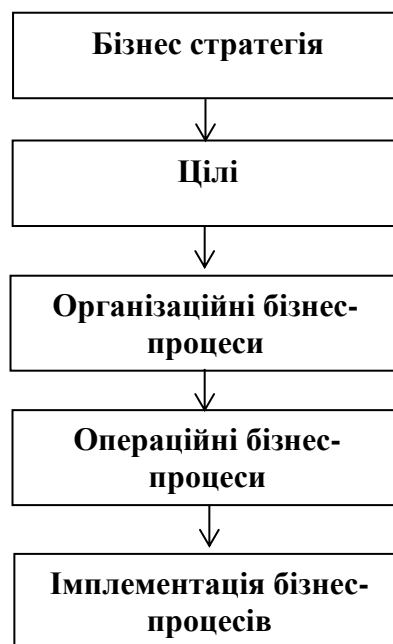 Бізнес стратегія
Цілі
Організаційні бізнес-
процеси
Операційні бізнес-
процеси
Імплементація бізнес-
процесів